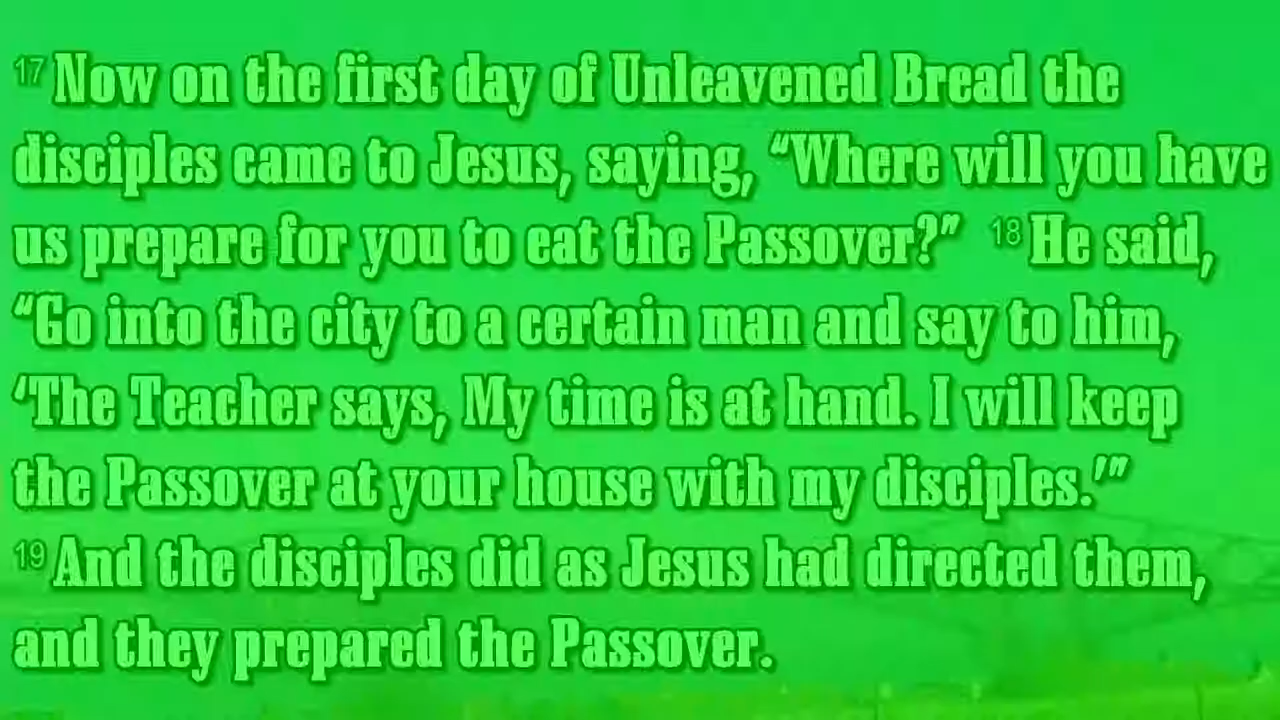 17 Now on the first day of Unleavened Bread the
disciples came to Jesus, saying, “Where will you have
us prepare for you to eat the Passover?” 18 He said,
“Go into the city to a certain man and say to him,
‘The Teacher says, My time is at hand. I will keep
the Passover at your house with my disciples.’”
19 And the disciples did as Jesus had directed them,
and they prepared the Passover.